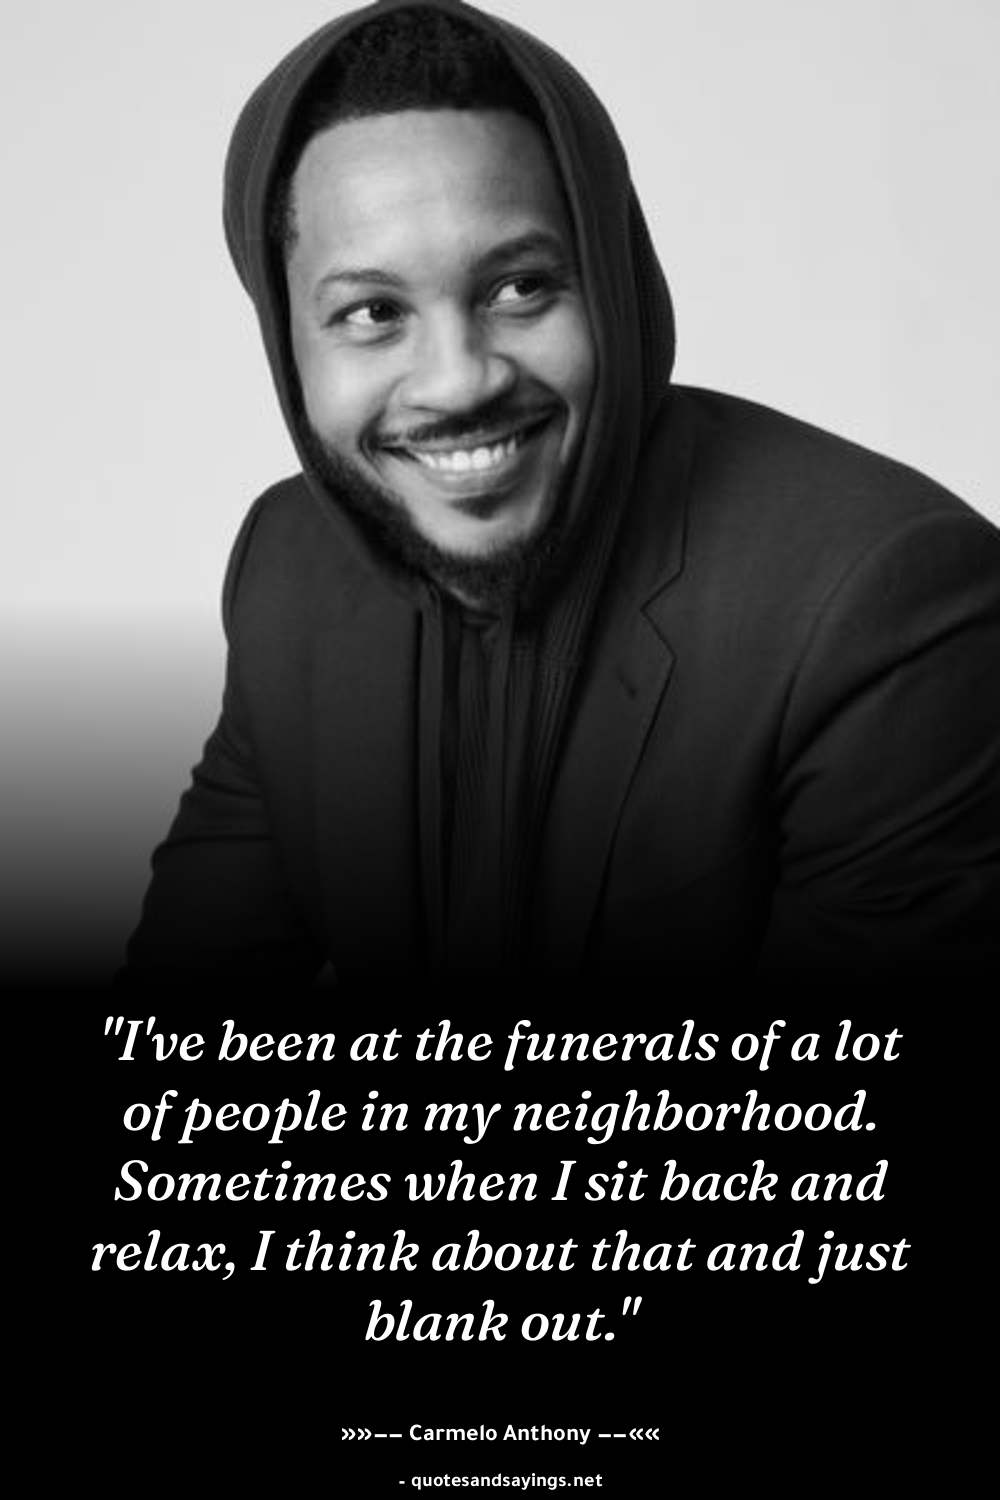 "I've been at the funerals of a lot
of people in my neighborhood.
Sometimes when I sit back and
relax, I think about that and just
blank out."
»»−− Carmelo Anthony −−««
- quotesandsayings.net